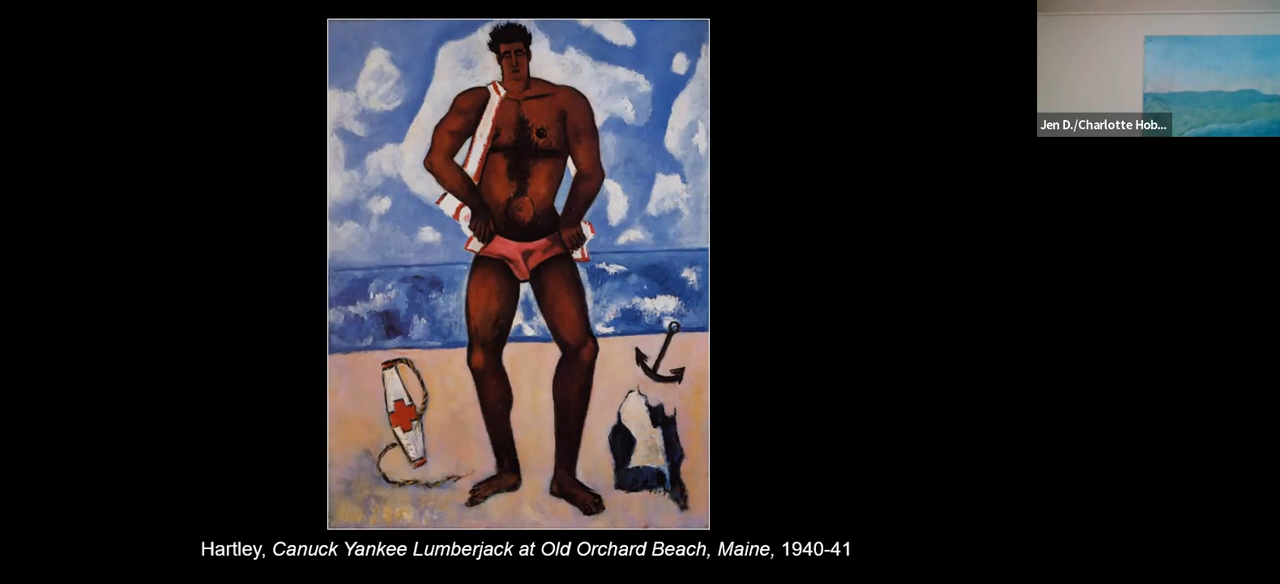 Jen D./Charlotte Hob...
Hartley, Canuck Yankee Lumberjack at Old Orchard Beach, Maine, 1940-41